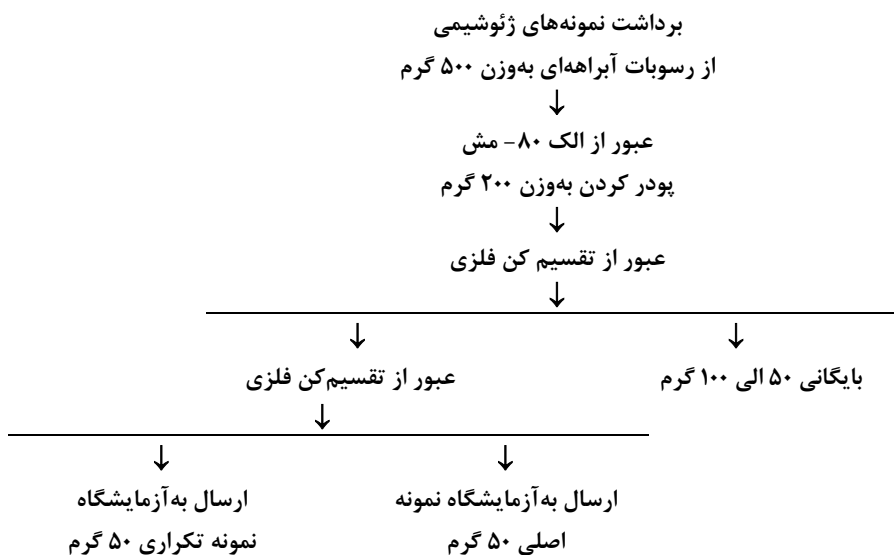 برداشت نمونه‌های ژئوشیمی
از رسوبات آبراهه‌ای به‌وزن ۵۰۰ گرم
عبور از الک ۸۰- مش
پودر کردن به‌وزن ۲۰۰ گرم
عبور از تقسیم کن فلزی
بایگانی ۵۰ الی ۱۰۰ گرم
عبور از تقسیم‌کن فلزی
ارسال به‌آزمایشگاه نمونه
اصلی ۵۰ گرم
ارسال به‌آزمایشگاه
نمونه تکراری ۵۰ گرم